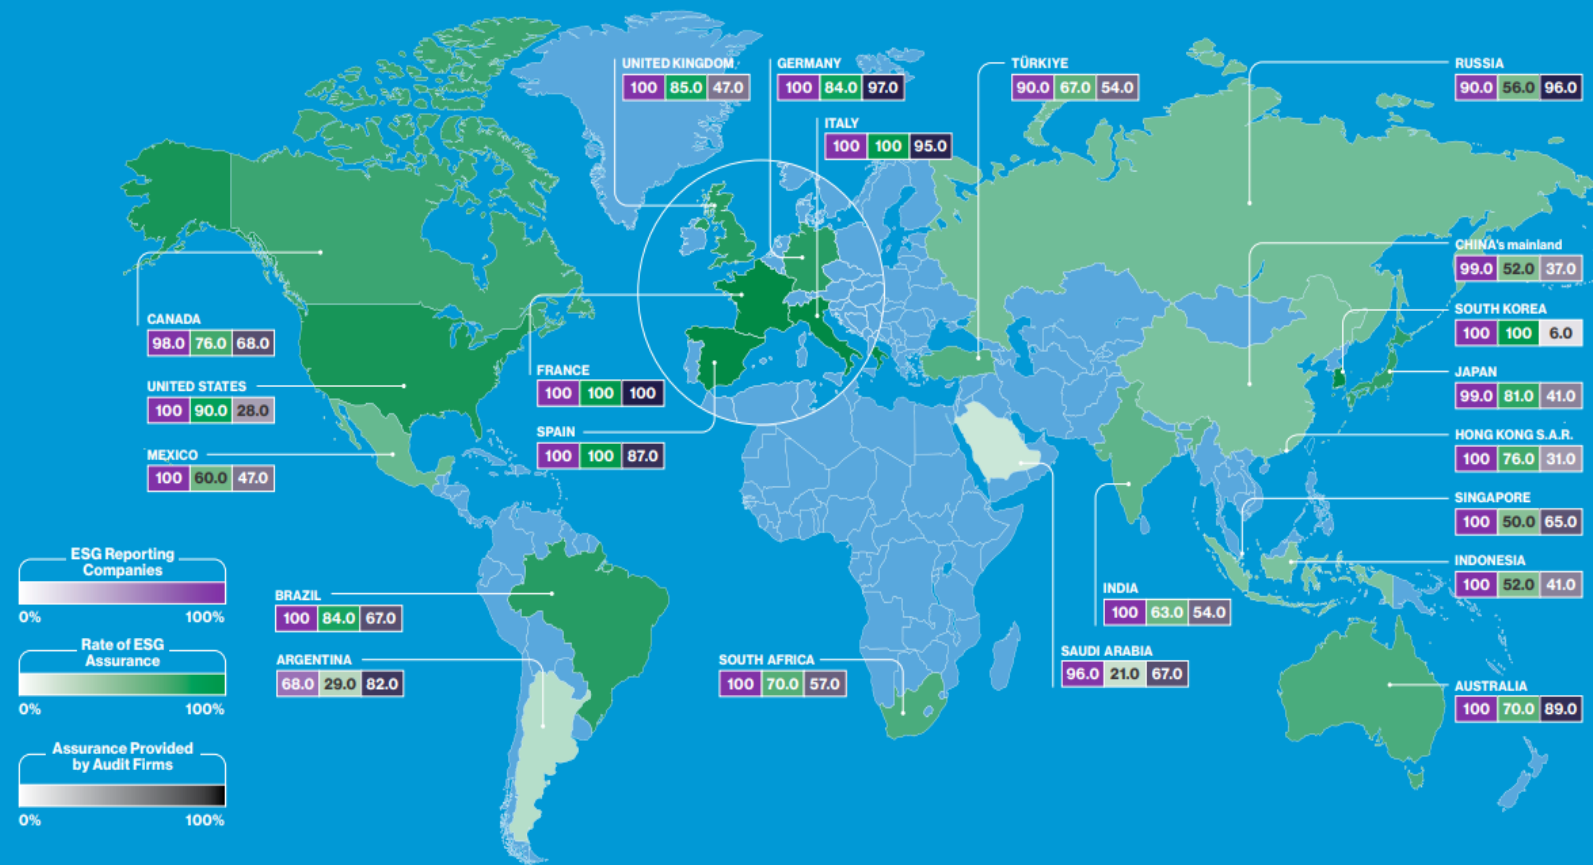 UNITED KINGDOM
100 85.0 47.0
GERMANY
100 84.0 97.0
TÜRKIYE
90.0 67.0 54.0
RUSSIA
90.0 56.0 96.0
ITALY
100 100 95.0
CHINA's mainland
99.0 52.0 37.0
CANADA
98.0 76.0 68.0
SOUTH KOREA
100 100 6.0
UNITED STATES
100 90.0 28.0
FRANCE
100 100 100
JAPAN
99.0 81.0 41.0
MEXICO
100 60.0 47.0
SPAIN
100 100 87.0
HONG KONG S.A.R.
100 76.0 31.0
SINGAPORE
100 50.0 65.0
INDONESIA
100 52.0 41.0
ESG Reporting
Companies
0% 100%
BRAZIL
100 84.0 67.0
INDIA
100 63.0 54.0
Rate of ESG
Assurance
0% 100%
ARGENTINA
68.0 29.0 82.0
SOUTH AFRICA
100 70.0 57.0
SAUDI ARABIA
96.0 21.0 67.0
AUSTRALIA
100 70.0 89.0
Assurance Provided
by Audit Firms
0% 100%